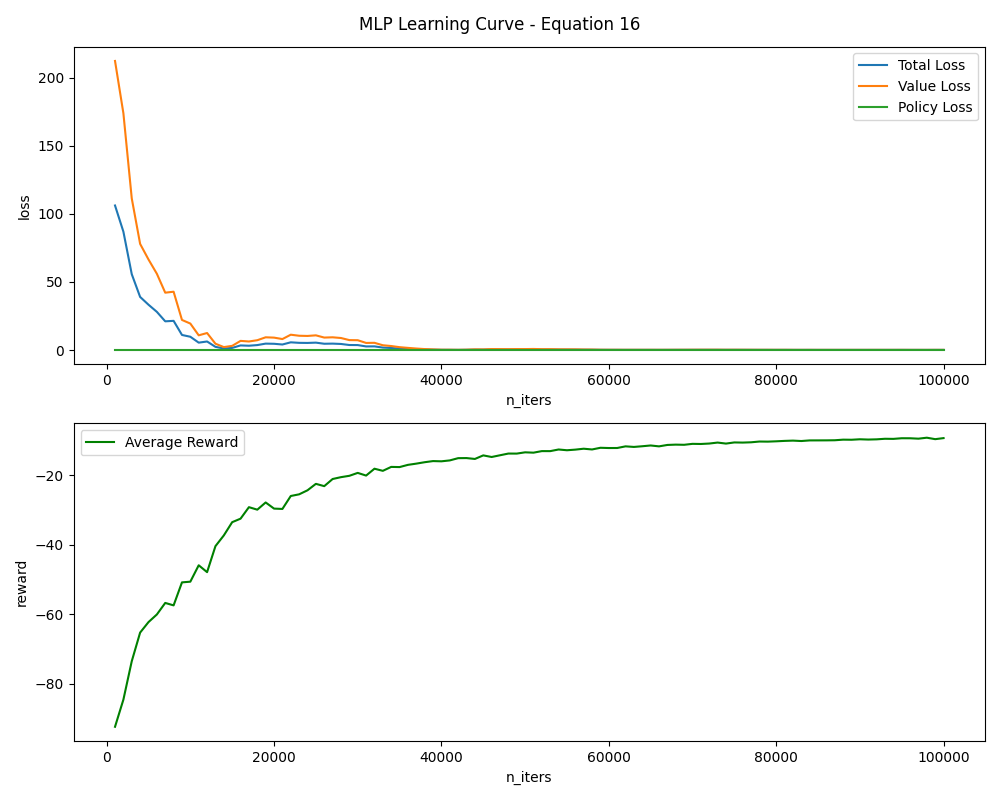 MLP Learning Curve - Equation 16
200
150
100
50
0
loss
Total Loss
Value Loss
Policy Loss
0 20000 40000 60000 80000 100000
n_iters
−20
−40
−60
−80
reward
Average Reward
0 20000 40000 60000 80000 100000
n_iters